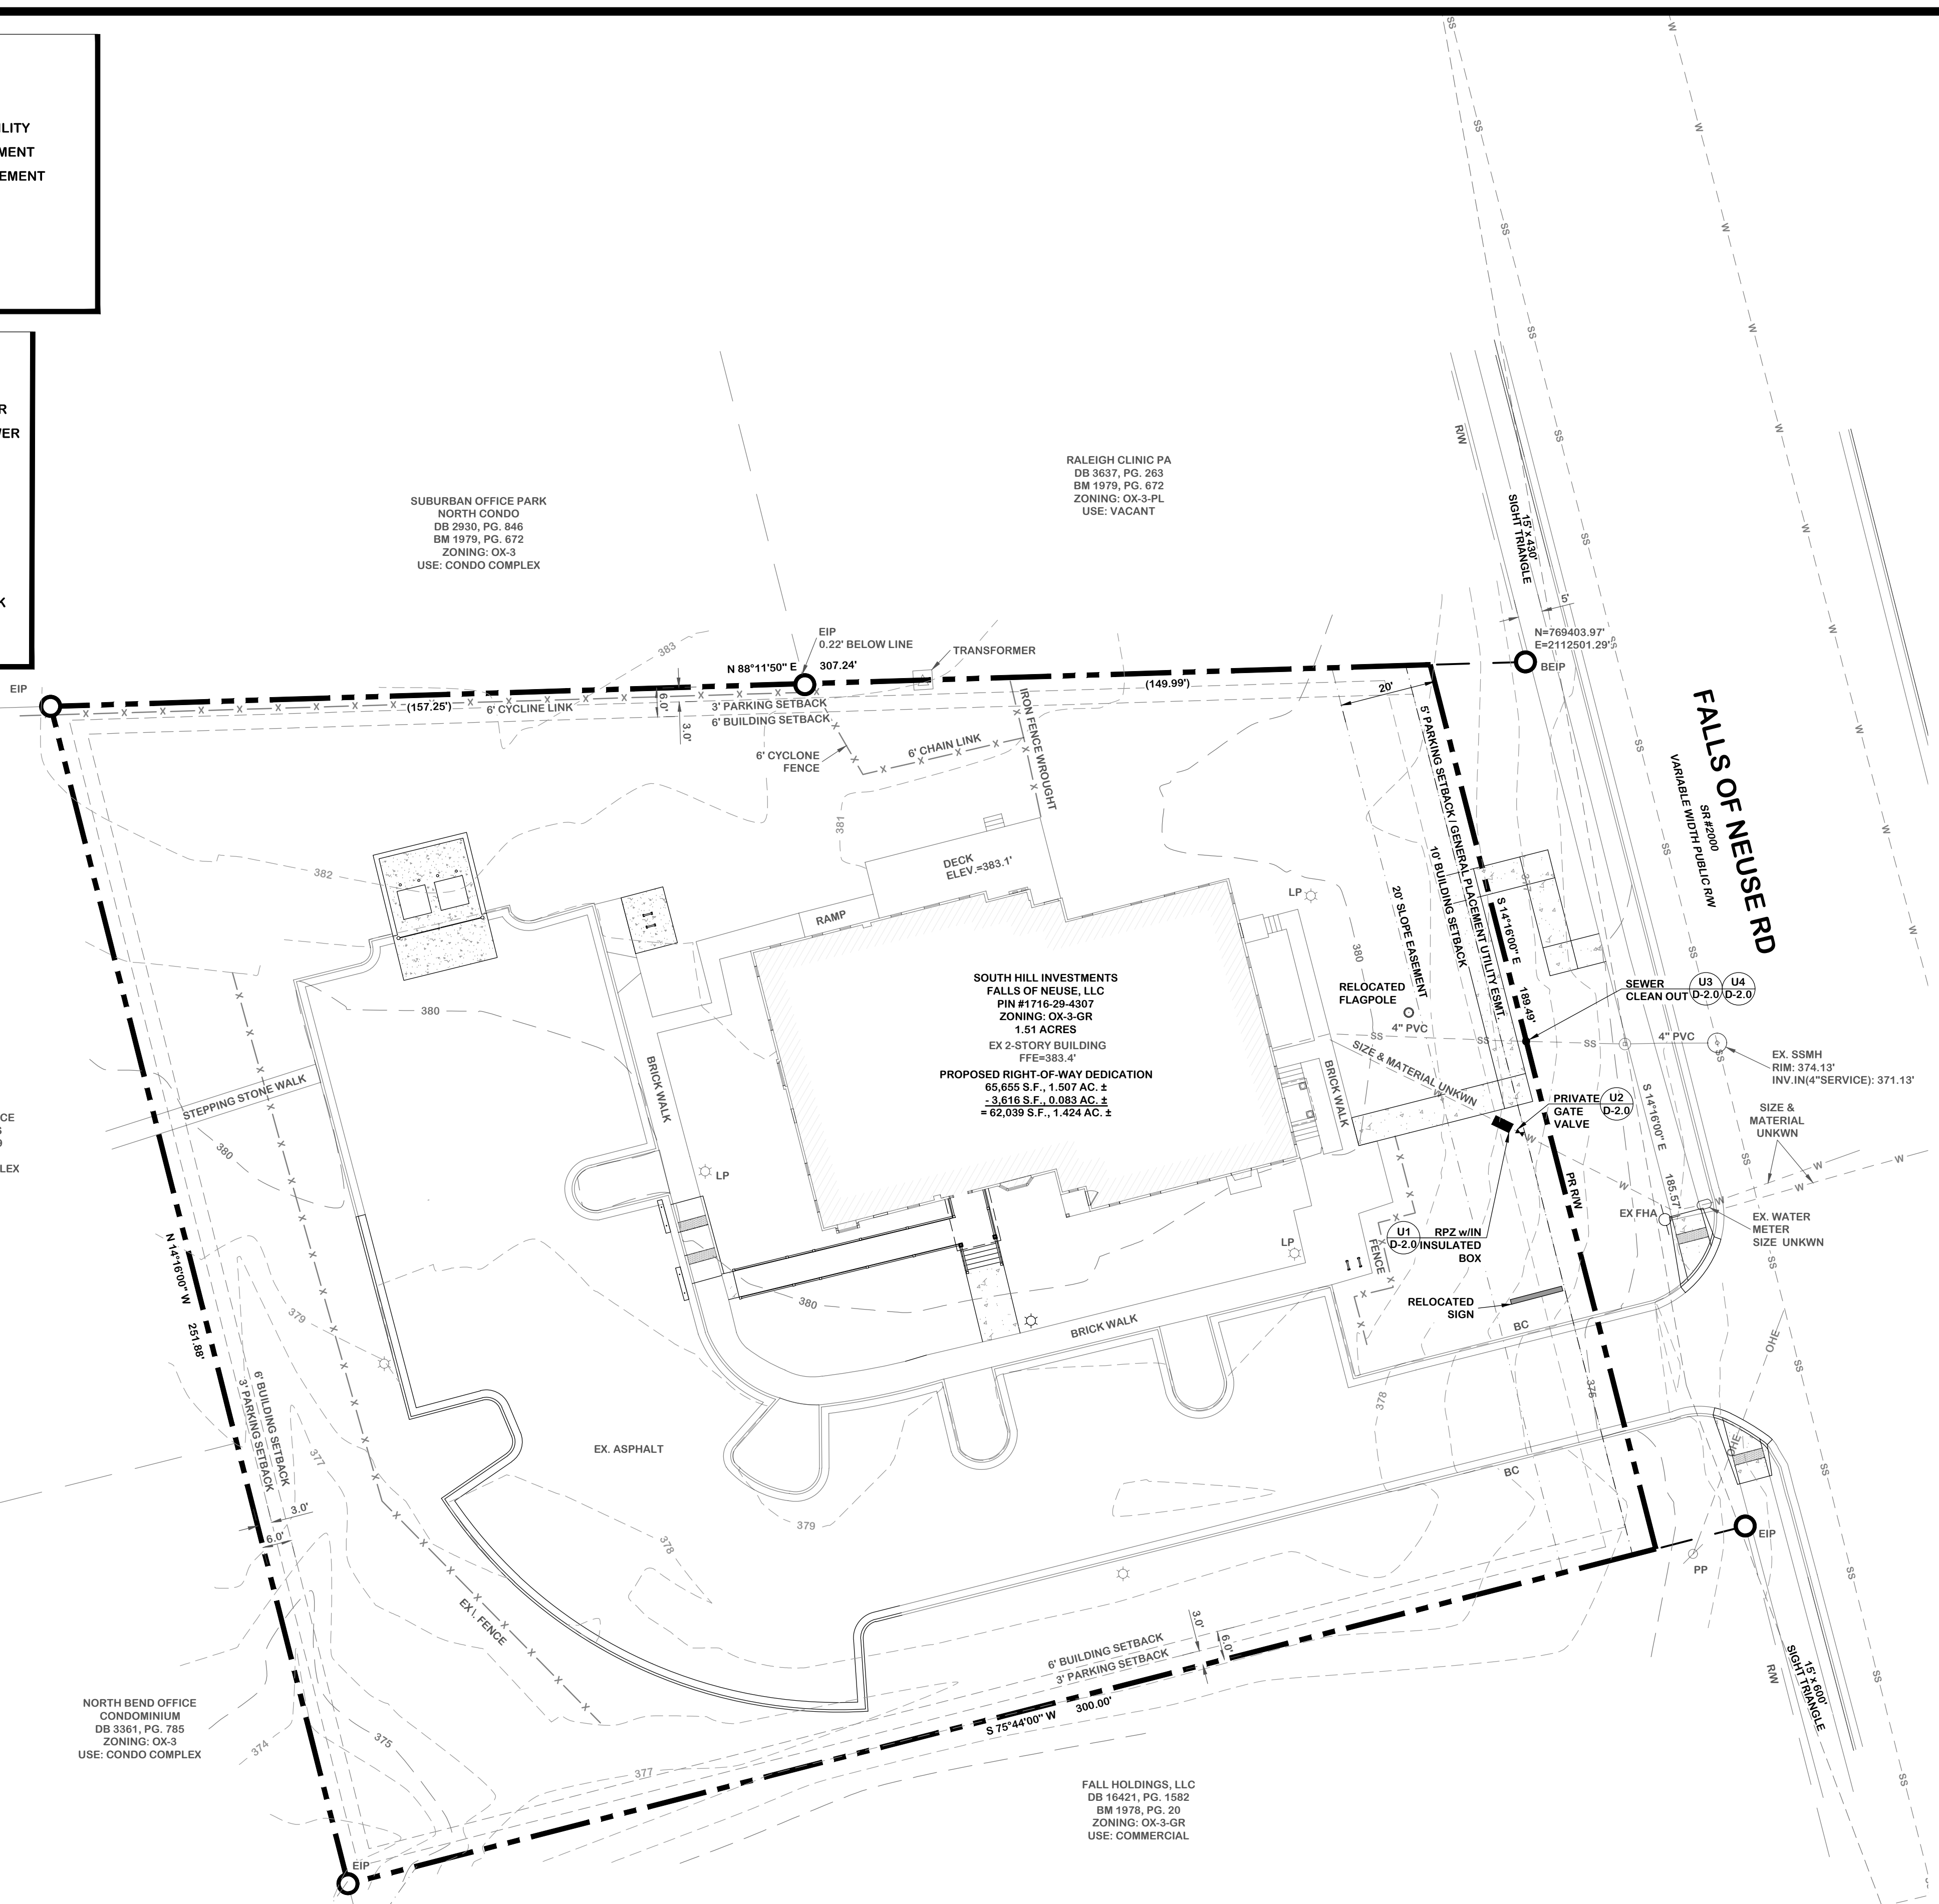 ILITY
MENT
EMENT
R
WER
K
SUBURBAN OFFICE PARK
NORTH CONDO
DB 2930, PG. 846
BM 1979, PG. 672
ZONING: OX-3
USE: CONDO COMPLEX
RALEIGH CLINIC PA
DB 3637, PG. 263
BM 1979, PG. 672
ZONING: OX-3-PL
USE: VACANT
R/W
15' x 430'
SIGHT TRIANGLE
5'
N=769403.97'
E=2112501.29'
BEIP
EIP
EIP
0.22' BELOW LINE
TRANSFORMER
383
N 88°11'50" E 307.24'
(157.25')
(149.99')
6' CYCLINE LINK
6.0'
3.0'
3' PARKING SETBACK
6' BUILDING SETBACK
6' CYCLONE
FENCE
6' CHAIN LINK
IRON FENCE WROUGHT
20'
5' PARKING SETBACK / GENERAL PLACEMENT UTILITY ESMT.
10' BUILDING SETBACK
20' SLOPE EASEMENT
S 14°16'00" E 189.49'
FALLS OF NEUSE RD
SR #2000
VARIABLE WIDTH PUBLIC R/W
381
382
DECK
ELEV.=383.1'
RAMP
LP
377
380
380
SOUTH HILL INVESTMENTS
FALLS OF NEUSE, LLC
PIN #1716-29-4307
ZONING: OX-3-GR
1.51 ACRES
EX 2-STORY BUILDING
FFE=383.4'
PROPOSED RIGHT-OF-WAY DEDICATION
65,655 S.F., 1.507 AC. ±
- 3,616 S.F., 0.083 AC. ±
= 62,039 S.F., 1.424 AC. ±
RELOCATED
FLAGPOLE
4" PVC
SS
SIZE & MATERIAL UNKWN
SEWER
CLEAN OUT
U3
D-2.0
U4
D-2.0
4" PVC
EX. SSMH
RIM: 374.13'
INV.IN(4"SERVICE): 371.13'
PRIVATE
GATE
VALVE
U2
D-2.0
S 14°16'00" E 185.57'
SIZE &
MATERIAL
UNKWN
STEPPING STONE WALK
BRICK WALK
BRICK WALK
CE
S
9
LEX
380
LP
PR R/W
W
EX FHA
EX. WATER
METER
SIZE UNKWN
U1
D-2.0
RPZ w/IN
INSULATED
BOX
LP
FENCE
N 14°16'00" W 251.88'
379
380
RELOCATED
SIGN
BRICK WALK
BC
OHE
6' BUILDING SETBACK
3' PARKING SETBACK
377
378
375
EX. ASPHALT
OHE
BC
3.0'
6.0'
379
378
EIP
PP
EX. FENCE
3.0'
6.0'
6' BUILDING SETBACK
3' PARKING SETBACK
S 75°44'00" W 300.00'
R/W
15' x 600'
SIGHT TRIANGLE
NORTH BEND OFFICE
CONDOMINIUM
DB 3361, PG. 785
ZONING: OX-3
USE: CONDO COMPLEX
374
375
377
FALL HOLDINGS, LLC
DB 16421, PG. 1582
BM 1978, PG. 20
ZONING: OX-3-GR
USE: COMMERCIAL
EIP